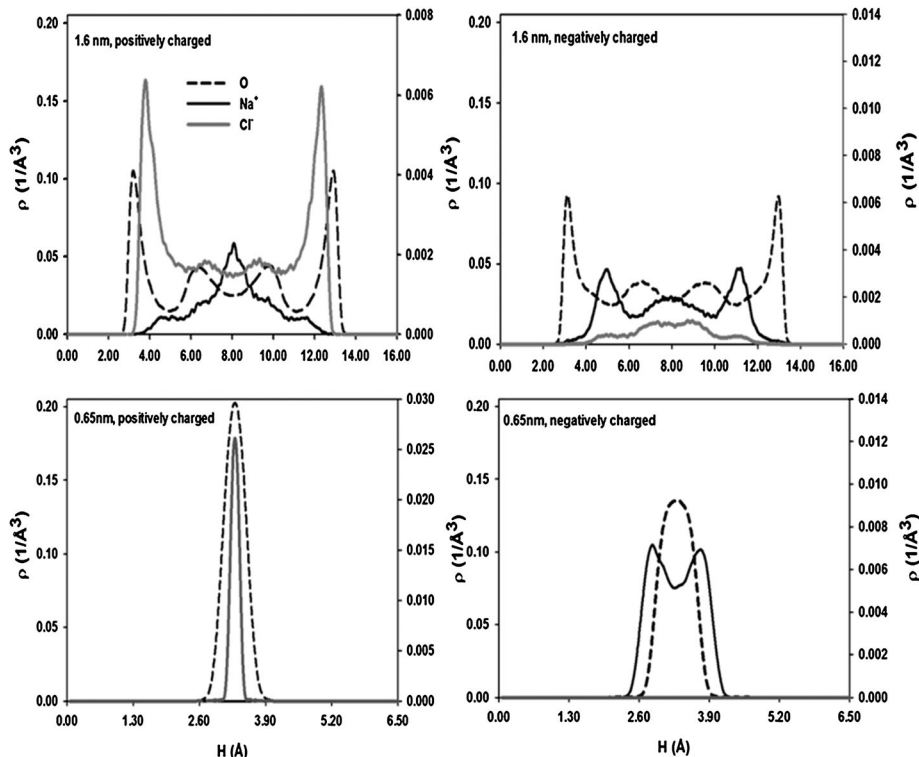 1.6 nm, positively charged
O
Na⁺
Cl⁻
ρ (1/Å³)
0.20
0.15
0.10
0.05
0.00
0.008
0.006
0.004
0.002
0.000
ρ (1/Å³)
0.00 2.00 4.00 6.00 8.00 10.00 12.00 14.00 16.00
1.6 nm, negatively charged
ρ (1/Å³)
0.20
0.15
0.10
0.05
0.00
0.014
0.012
0.010
0.008
0.006
0.004
0.002
0.000
ρ (1/Å³)
0.00 2.00 4.00 6.00 8.00 10.00 12.00 14.00 16.00
0.65nm, positively charged
ρ (1/Å³)
0.20
0.15
0.10
0.05
0.00
0.030
0.025
0.020
0.015
0.010
0.005
0.000
ρ (1/Å³)
0.00 1.30 2.60 3.90 5.20 6.50
H (Å)
0.65nm, negatively charged
ρ (1/Å³)
0.20
0.15
0.10
0.05
0.00
0.014
0.012
0.010
0.008
0.006
0.004
0.002
0.000
ρ (1/Å³)
0.00 1.30 2.60 3.90 5.20 6.50
H (Å)